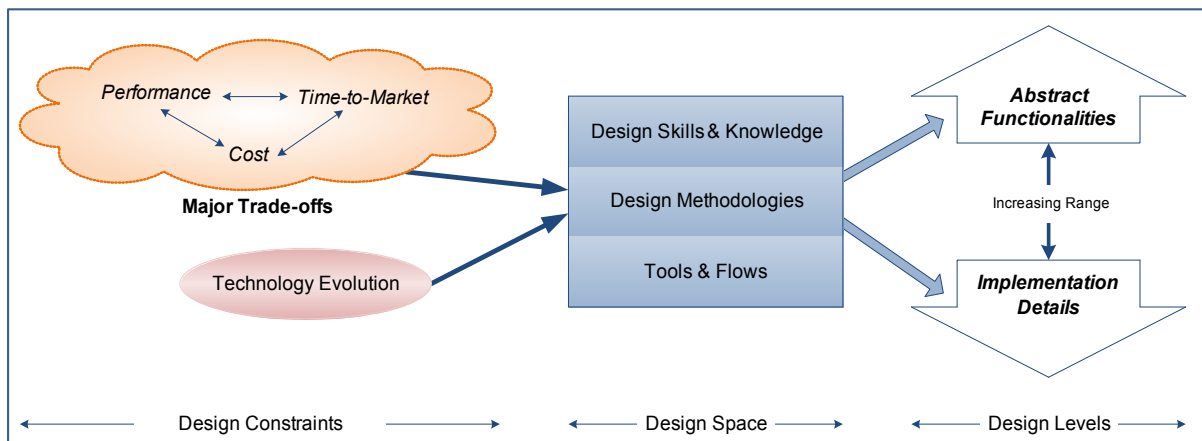 Performance
Time-to-Market
Cost
Major Trade-offs
Technology Evolution
Design Skills & Knowledge
Design Methodologies
Tools & Flows
Abstract
Functionalities
Increasing Range
Implementation
Details
Design Constraints
Design Space
Design Levels